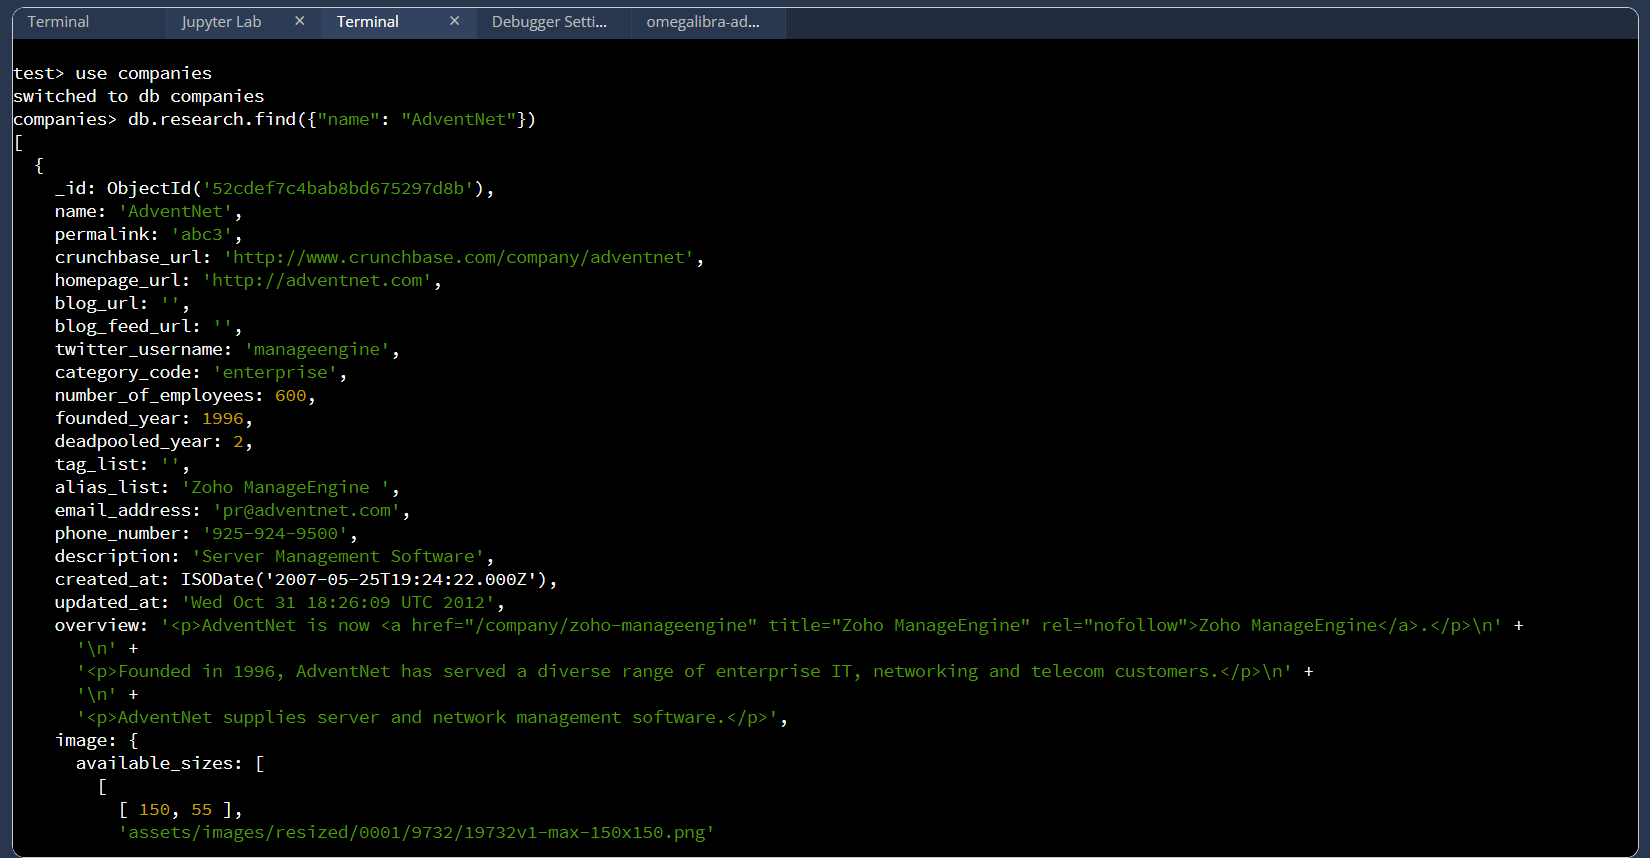 Terminal Jupyter Lab × Terminal × Debugger Setti... omegalibra-ad...
test> use companies
switched to db companies
companies> db.research.find({"name": "AdventNet"})
[
  {
    _id: ObjectId('52cdef7c4bab8bd675297d8b'),
    name: 'AdventNet',
    permalink: 'abc3',
    crunchbase_url: 'http://www.crunchbase.com/company/adventnet',
    homepage_url: 'http://adventnet.com',
    blog_url: '',
    blog_feed_url: '',
    twitter_username: 'manageengine',
    category_code: 'enterprise',
    number_of_employees: 600,
    founded_year: 1996,
    deadpooled_year: 2,
    tag_list: '',
    alias_list: 'Zoho ManageEngine ',
    email_address: 'pr@adventnet.com',
    phone_number: '925-924-9500',
    description: 'Server Management Software',
    created_at: ISODate('2007-05-25T19:24:22.000Z'),
    updated_at: 'Wed Oct 31 18:26:09 UTC 2012',
    overview: '<p>AdventNet is now <a href="/company/zoho-manageengine" title="Zoho ManageEngine" rel="nofollow">Zoho ManageEngine</a>.</p>\n' +
      '\n' +
      '<p>Founded in 1996, AdventNet has served a diverse range of enterprise IT, networking and telecom customers.</p>\n' +
      '\n' +
      '<p>AdventNet supplies server and network management software.</p>',
    image: {
      available_sizes: [
        [
          [ 150, 55 ],
          'assets/images/resized/0001/9732/19732v1-max-150x150.png'